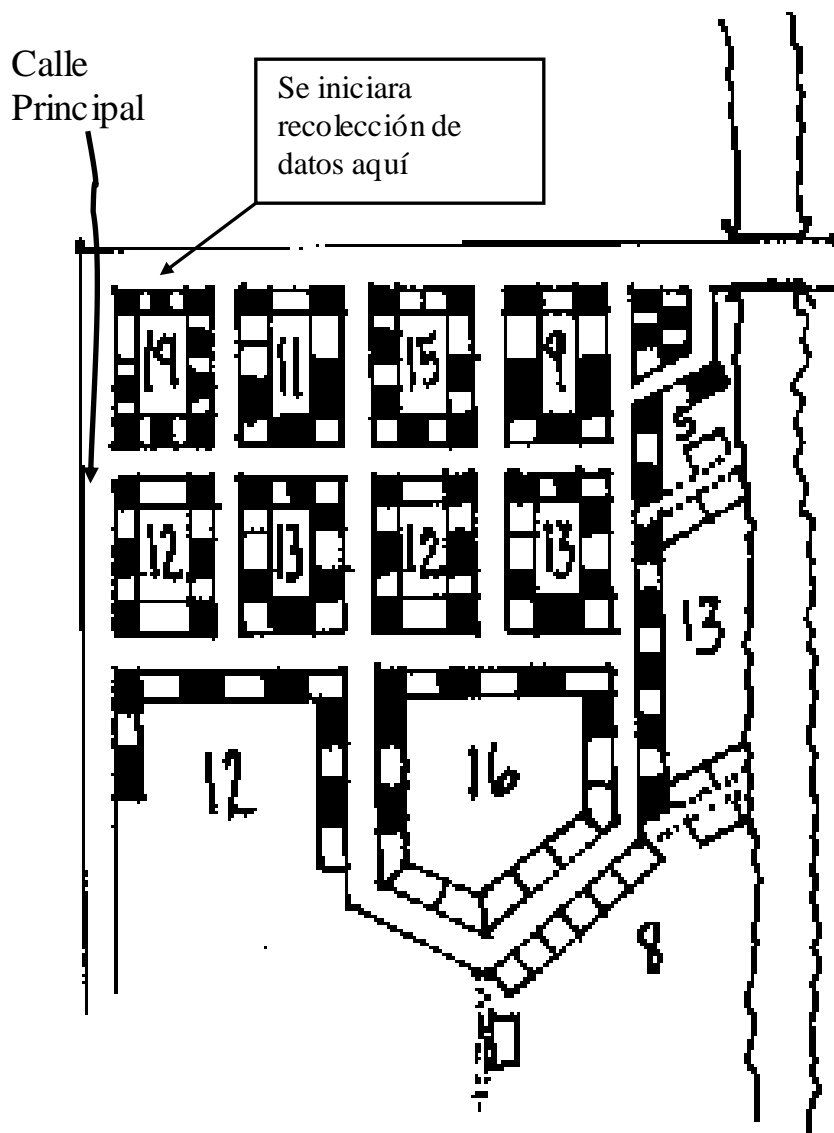 Calle
Principal
Se iniciara
recolección de
datos aquí
19 11 15 9
5
12 13 12 13
13
12 16
8